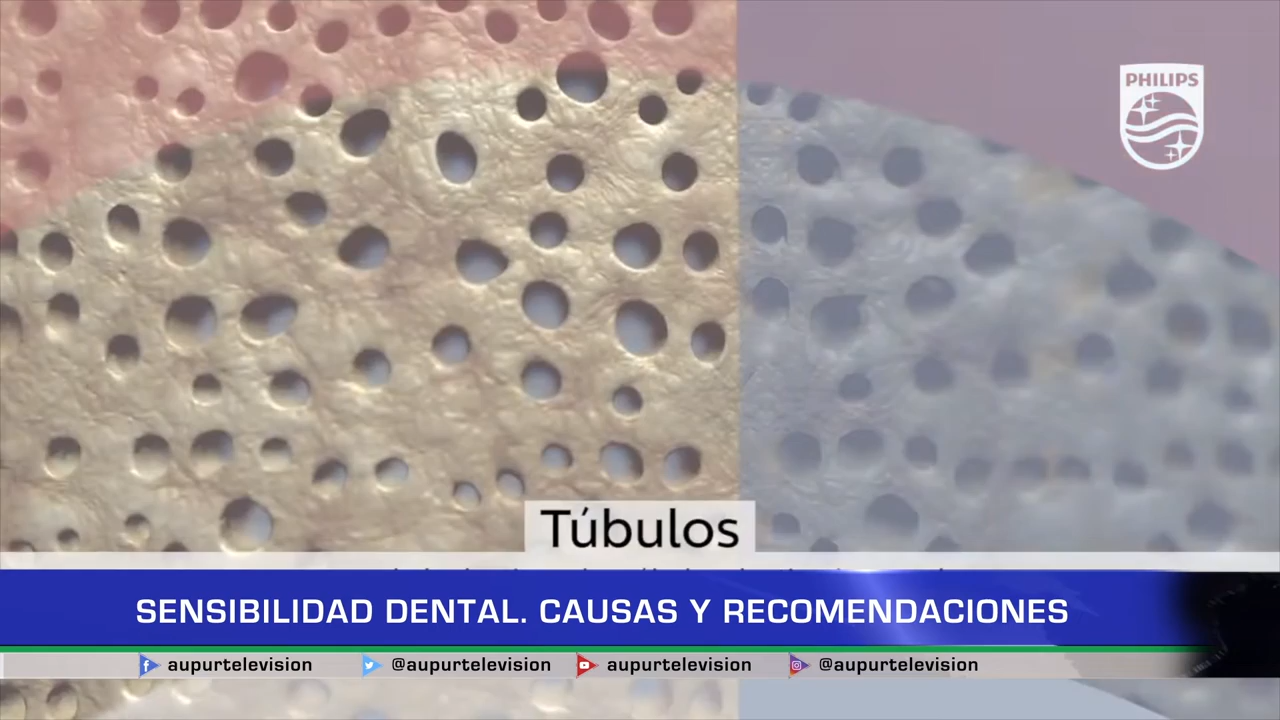 PHILIPS
Túbulos
SENSIBILIDAD DENTAL. CAUSAS Y RECOMENDACIONES
aupurtelevision @aupurtelevision aupurtelevision @aupurtelevision